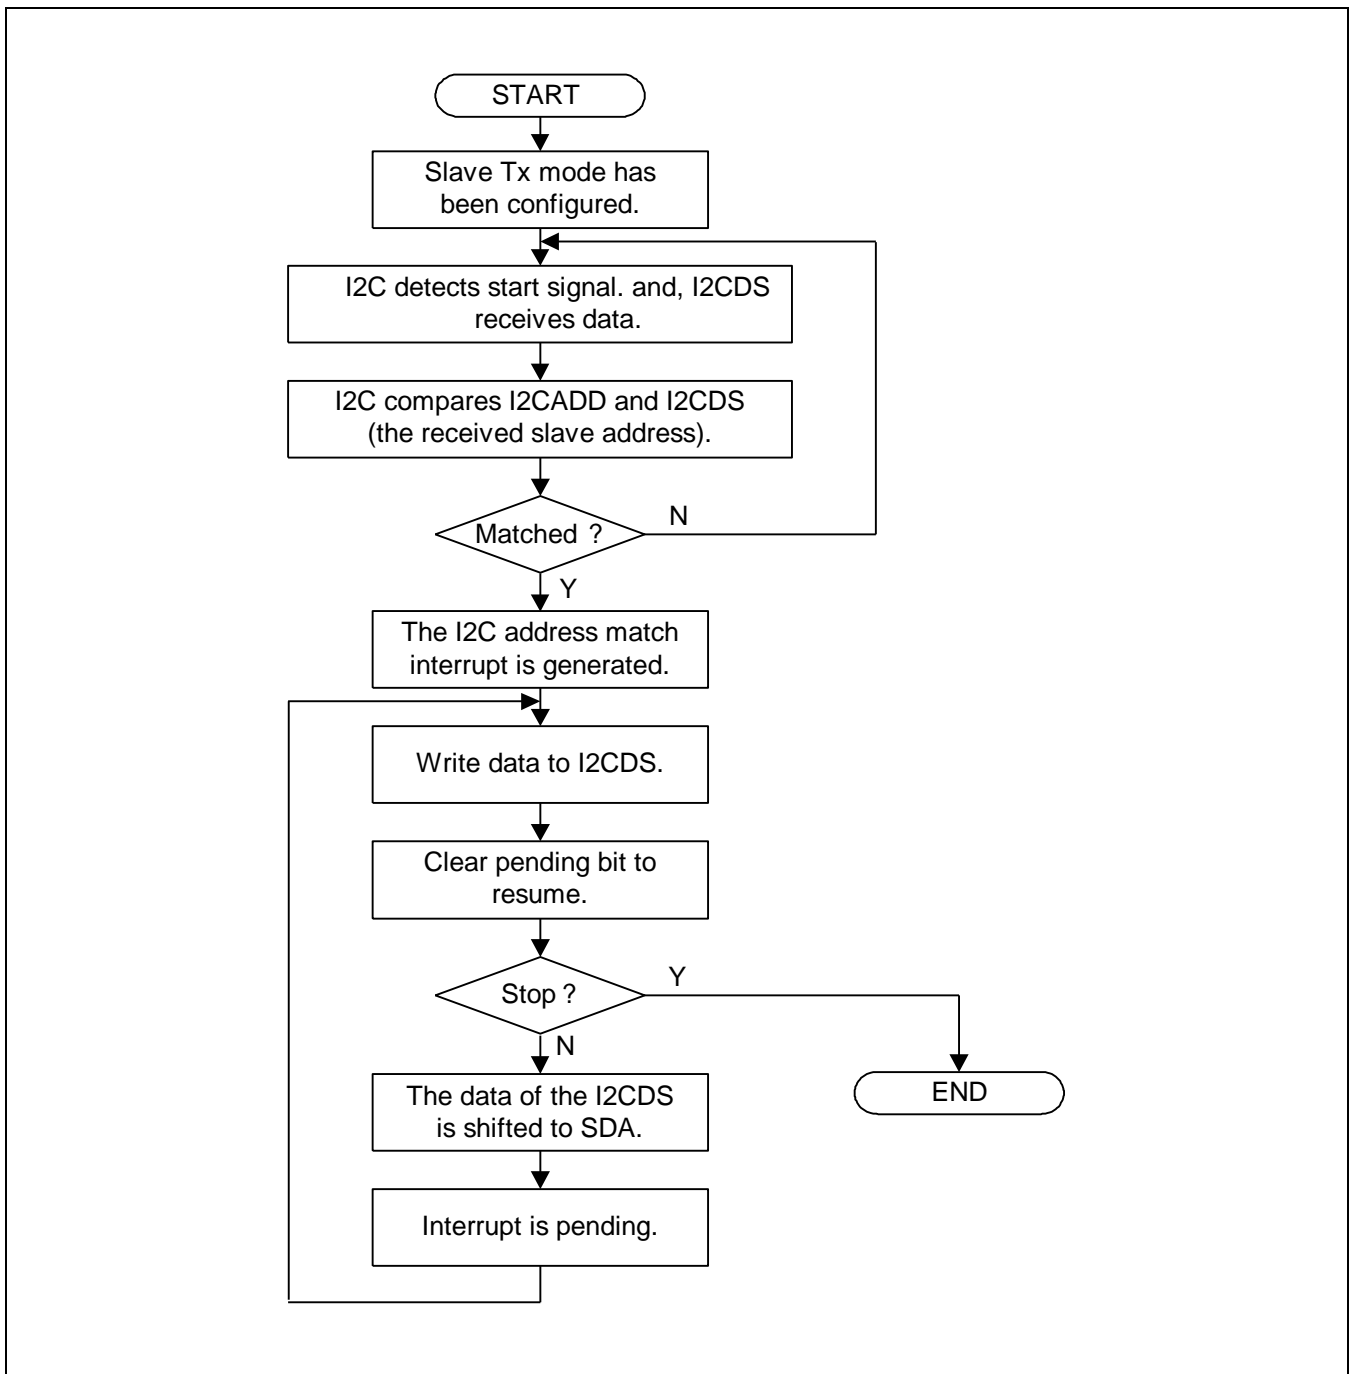 START
Slave Tx mode has
been configured.
I2C detects start signal. and, I2CDS
receives data.
I2C compares I2CADD and I2CDS
(the received slave address).
Matched ?
N
Y
The I2C address match
interrupt is generated.
Write data to I2CDS.
Clear pending bit to
resume.
Stop ?
Y
N
The data of the I2CDS
is shifted to SDA.
END
Interrupt is pending.